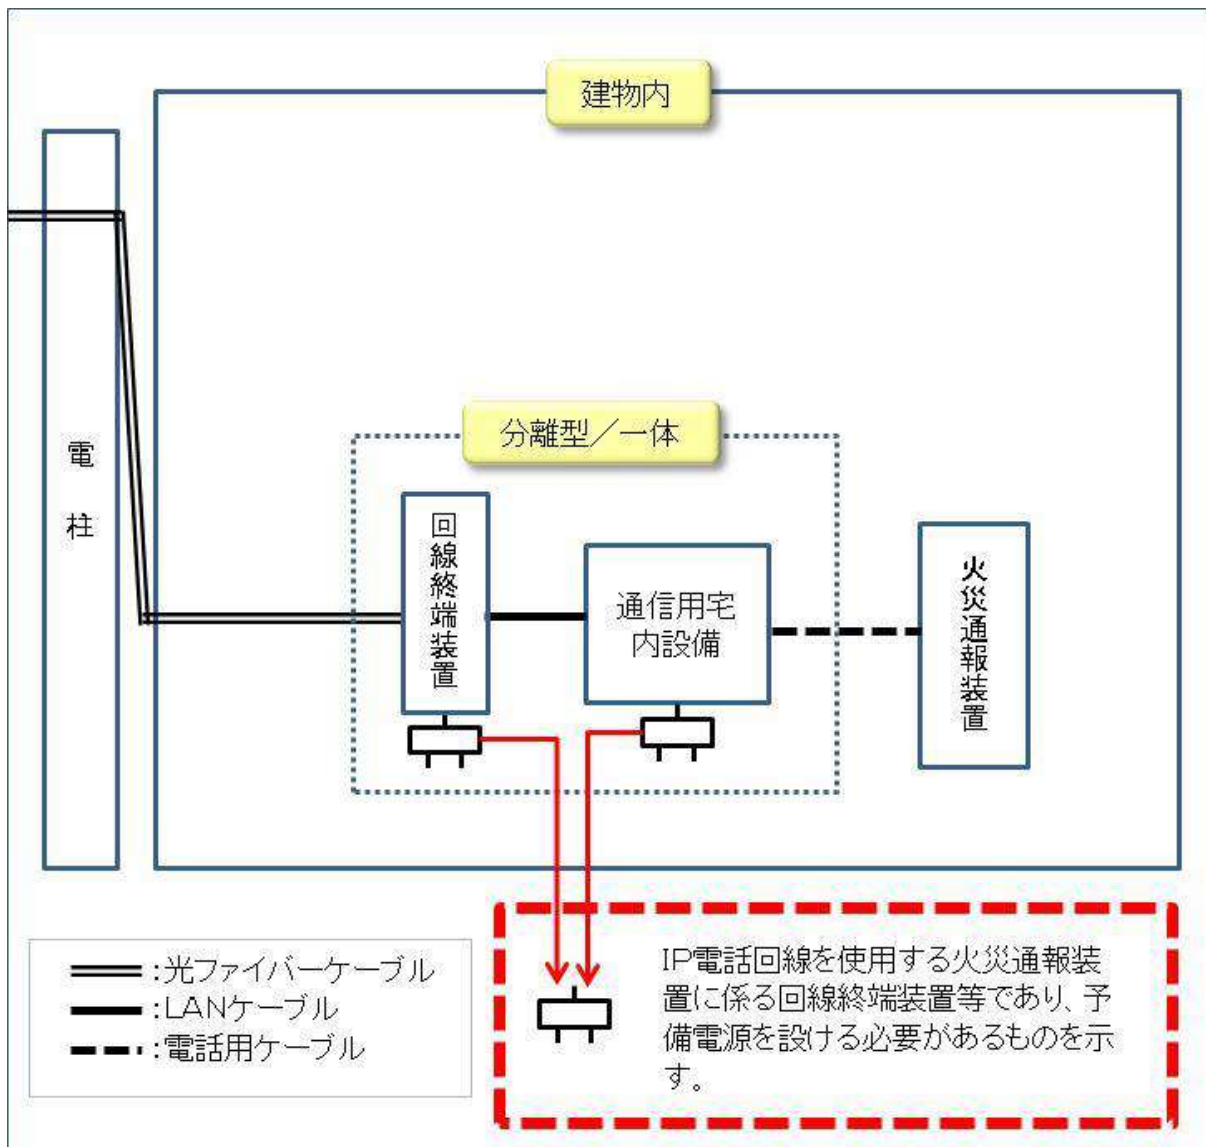 建物内
電柱
分離型／一体
回線終端装置
通信用宅
内設備
火災通報装置
:光ファイバーケーブル
:LANケーブル
:電話用ケーブル
IP電話回線を使用する火災通報装
置に係る回線終端装置等であり、予
備電源を設ける必要があるものを示
す。